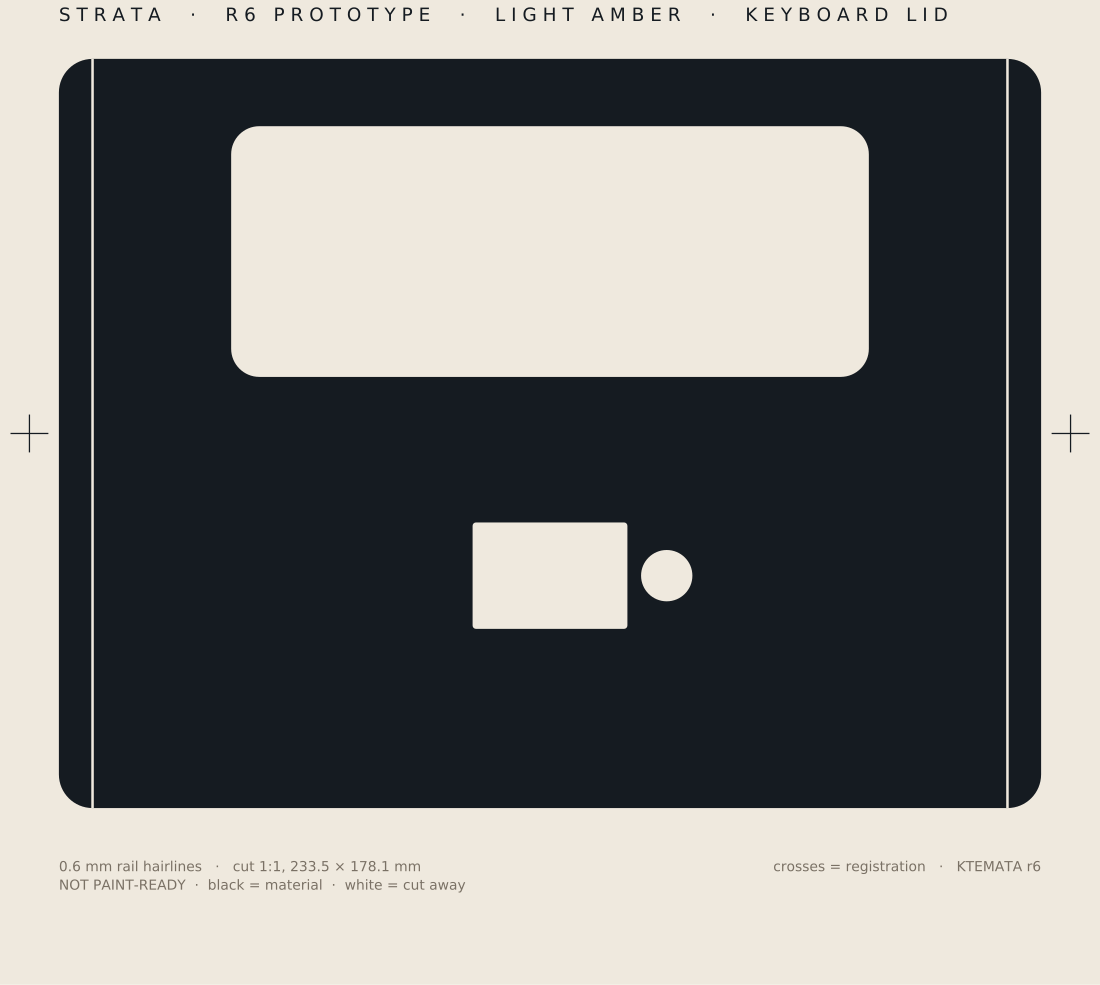 STRATA · R6 PROTOTYPE · LIGHT AMBER · KEYBOARD LID
0.6 mm rail hairlines · cut 1:1, 233.5 × 178.1 mm
crosses = registration · KTEMATA r6
NOT PAINT-READY · black = material · white = cut away